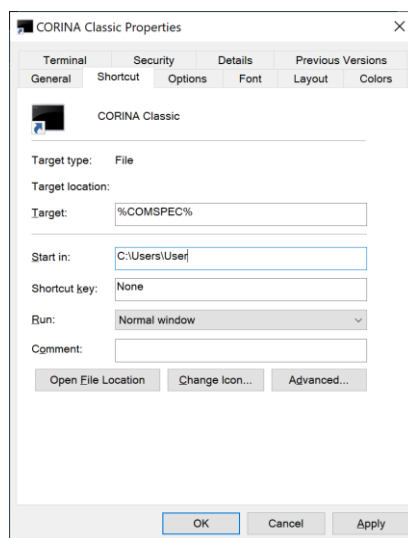 CORINA Classic Properties
Terminal Security Details Previous Versions
General Shortcut Options Font Layout Colors
CORINA Classic
Target type: File
Target location:
Target: %COMSPEC%
Start in: C:\Users\User
Shortcut key: None
Run: Normal window
Comment:
Open File Location Change Icon... Advanced...
OK Cancel Apply